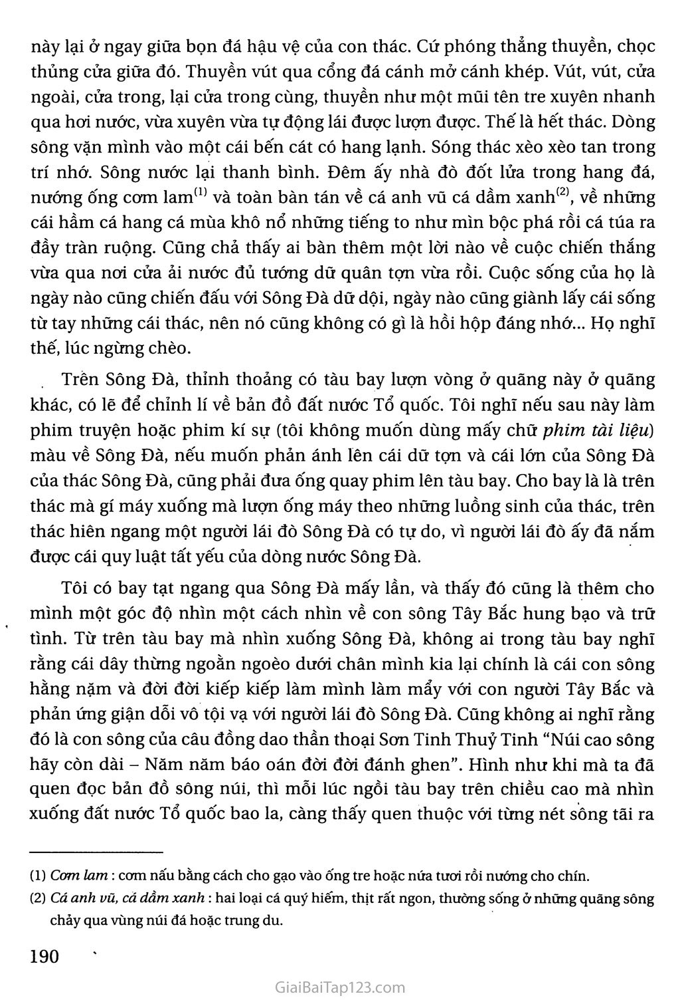 này lại ở ngay giữa bọn đá hậu vệ của con thác. Cứ phóng thẳng thuyền, chọc
thủng cửa giữa đó. Thuyền vút qua cổng đá cánh mở cánh khép. Vút, vút, cửa
ngoài, cửa trong, lại cửa trong cùng, thuyền như một mũi tên tre xuyên nhanh
qua hơi nước, vừa xuyên vừa tự động lái được lượn được. Thế là hết thác. Dòng
sông vặn mình vào một cái bến cát có hang lạnh. Sóng thác xèo xèo tan trong
trí nhớ. Sông nước lại thanh bình. Đêm ấy nhà đò đốt lửa trong hang đá,
nướng ống cơm lam(1) và toàn bàn tán về cá anh vũ cá dầm xanh(2), về những
cái hầm cá hang cá mùa khô nổ những tiếng to như mìn bộc phá rồi cá túa ra
đầy tràn ruộng. Cũng chả thấy ai bàn thêm một lời nào về cuộc chiến thắng
vừa qua nơi cửa ải nước đủ tướng dữ quân tợn vừa rồi. Cuộc sống của họ là
ngày nào cũng chiến đấu với Sông Đà dữ dội, ngày nào cũng giành lấy cái sống
từ tay những cái thác, nên nó cũng không có gì là hồi hộp đáng nhớ... Họ nghĩ
thế, lúc ngừng chèo.
Trên Sông Đà, thỉnh thoảng có tàu bay lượn vòng ở quãng này ở quãng
khác, có lẽ để chỉnh lí về bản đồ đất nước Tổ quốc. Tôi nghĩ nếu sau này làm
phim truyện hoặc phim kí sự (tôi không muốn dùng mấy chữ phim tài liệu)
màu về Sông Đà, nếu muốn phản ánh lên cái dữ tợn và cái lớn của Sông Đà
của thác Sông Đà, cũng phải đưa ống quay phim lên tàu bay. Cho bay là là trên
thác mà gí máy xuống mà lượn ống máy theo những luồng sinh của thác, trên
thác hiên ngang một người lái đò Sông Đà có tự do, vì người lái đò ấy đã nắm
được cái quy luật tất yếu của dòng nước Sông Đà.
Tôi có bay tạt ngang qua Sông Đà mấy lần, và thấy đó cũng là thêm cho
mình một góc độ nhìn một cách nhìn về con sông Tây Bắc hung bạo và trữ
tình. Từ trên tàu bay mà nhìn xuống Sông Đà, không ai trong tàu bay nghĩ
rằng cái dây thừng ngoằn ngoèo dưới chân mình kia lại chính là cái con sông
hằng năm và đời đời kiếp kiếp làm mình làm mẩy với con người Tây Bắc và
phản ứng giận dỗi vô tội vạ với người lái đò Sông Đà. Cũng không ai nghĩ rằng
đó là con sông của câu đồng dao thần thoại Sơn Tinh Thuỷ Tinh “Núi cao sông
hãy còn dài – Năm năm báo oán đời đời đánh ghen”. Hình như khi mà ta đã
quen đọc bản đồ sông núi, thì mỗi lúc ngồi tàu bay trên chiều cao mà nhìn
xuống đất nước Tổ quốc bao la, càng thấy quen thuộc với từng nét sông tãi ra
(1) Cơm lam : cơm nấu bằng cách cho gạo vào ống tre hoặc nứa tươi rồi nướng cho chín.
(2) Cá anh vũ, cá dầm xanh : hai loại cá quý hiếm, thịt rất ngon, thường sống ở những quãng sông
chảy qua vùng núi đá hoặc trung du.
190
GiaiBaiTap123.com